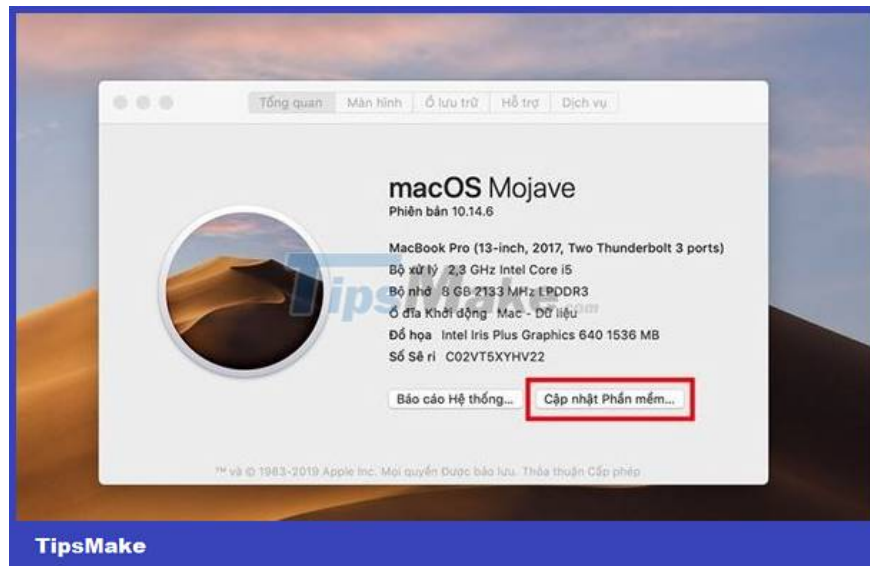 Tổng quan Màn hình Ổ lưu trữ Hỗ trợ Dịch vụ
macOS Mojave
Phiên bản 10.14.6
MacBook Pro (13-inch, 2017, Two Thunderbolt 3 ports)
Bộ xử lý 2,3 GHz Intel Core i5
Bộ nhớ 8 GB 2133 MHz LPDDR3
Ổ đĩa Khởi động Mac - Dữ liệu
TipsMake.com
Đồ họa Intel Iris Plus Graphics 640 1536 MB
Số Sê ri C02VT5XYHV22
Báo cáo Hệ thống... Cập nhật Phần mềm...
™ và © 1983-2019 Apple Inc. Mọi quyền Được bảo lưu. Thỏa thuận Cấp phép
TipsMake